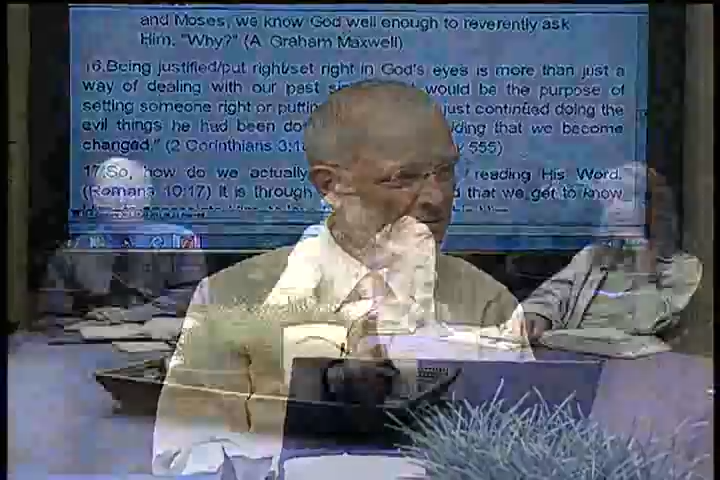 and Moses, we know God well enough to reverently ask
Him, "Why?" (A. Graham Maxwell)
16.Being justified/put right/set right in God's eyes is more than just a
way of dealing with our past would be the purpose of
setting someone right or just continued doing the
evil things he had been that we become
changed." (2 Corinthians 555)
17.So, how do we actually reading His Word.
(Romans 10:17) It is through that we get to know